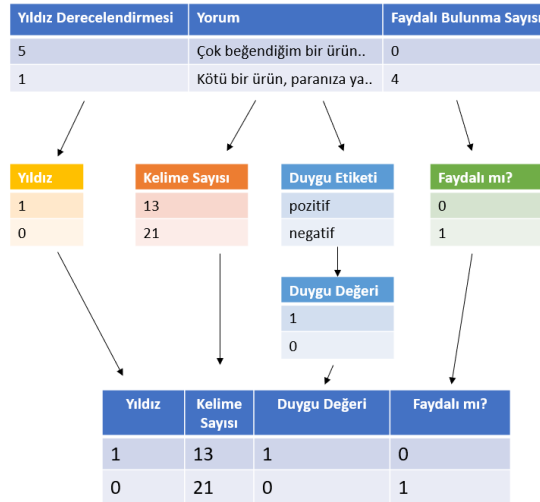 Yıldız Derecelendirmesi Yorum Faydalı Bulunma Sayısı
5 Çok beğendiğim bir ürün.. 0
1 Kötü bir ürün, paranıza ya.. 4
Yıldız Kelime Sayısı Duygu Etiketi Faydalı mı?
1 13 pozitif 0
0 21 negatif 1
Duygu Değeri
1
0
Yıldız Kelime Sayısı Duygu Değeri Faydalı mı?
1 13 1 0
0 21 0 1